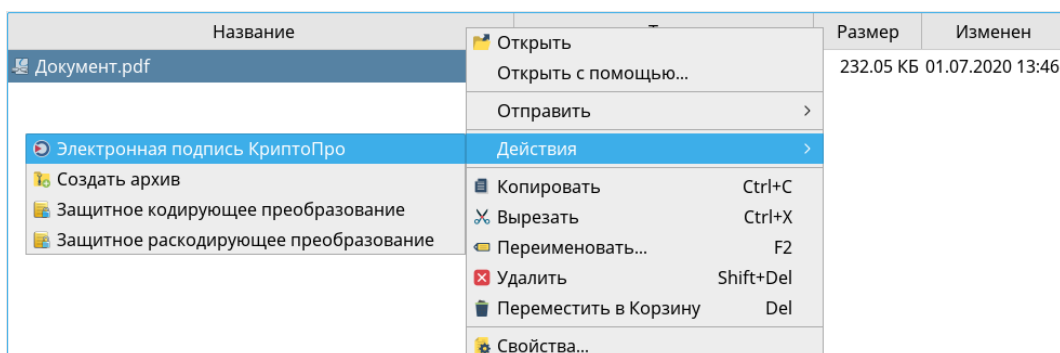 Название Размер Изменен
Документ.pdf 232.05 КБ 01.07.2020 13:46
Открыть
Открыть с помощью...
Отправить
Действия
Электронная подпись КриптоПро
Создать архив
Защитное кодирующее преобразование
Защитное раскодирующее преобразование
Копировать Ctrl+C
Вырезать Ctrl+X
Переименовать... F2
Удалить Shift+Del
Переместить в Корзину Del
Свойства...